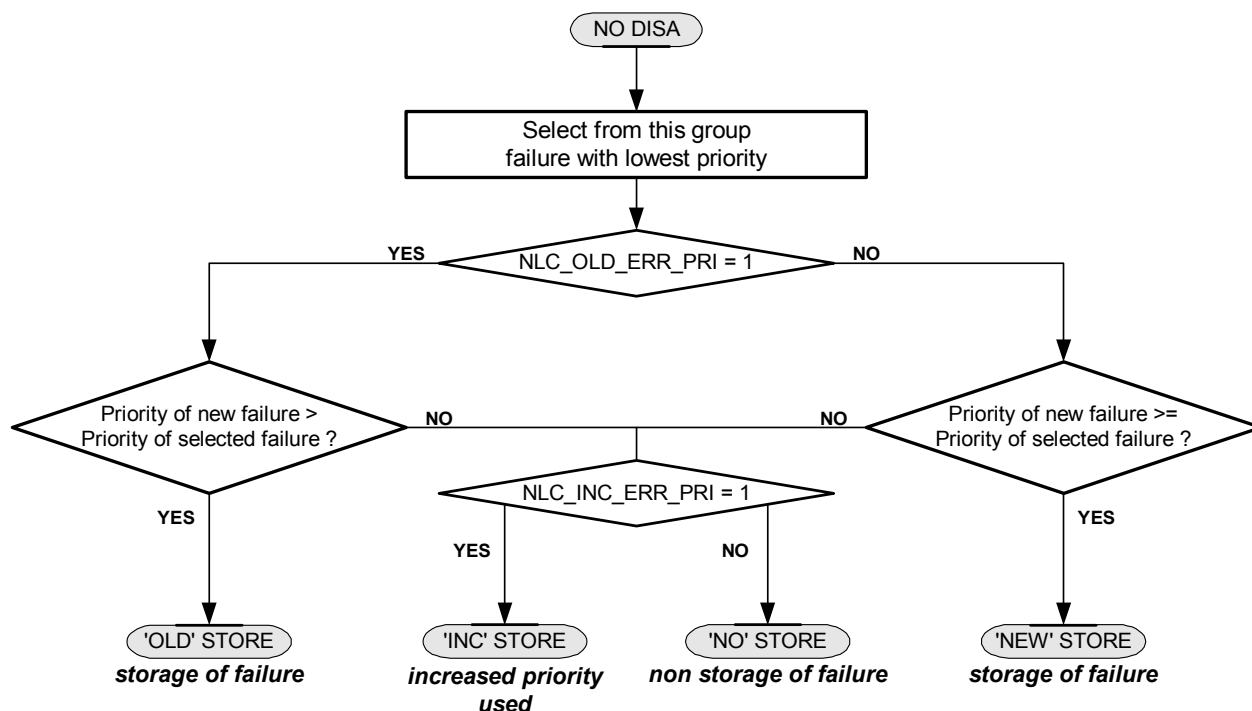 NO DISA
Select from this group
failure with lowest priority
YES
NLC_OLD_ERR_PRI = 1
NO
Priority of new failure >
Priority of selected failure ?
NO
NO
Priority of new failure >=
Priority of selected failure ?
NLC_INC_ERR_PRI = 1
YES
YES
NO
YES
'OLD' STORE
storage of failure
'INC' STORE
increased priority
used
'NO' STORE
non storage of failure
'NEW' STORE
storage of failure